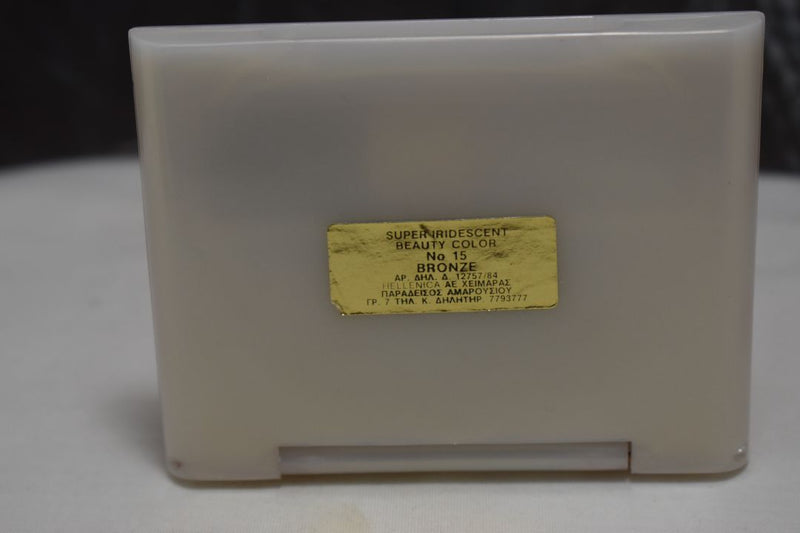 SUPER IRIDESCENT
BEAUTY COLOR
No 15
BRONZE
ΑΡ. ΔΗΛ. Δ. 12757/84
HELLENICA ΑΕ ΧΕΙΜΑΡΑΣ
ΠΑΡΑΔΕΙΣΟΣ ΑΜΑΡΟΥΣΙΟΥ
ΓΡ. 7 ΤΗΛ. Κ. ΔΗΛΗΤΗΡ. 7793777